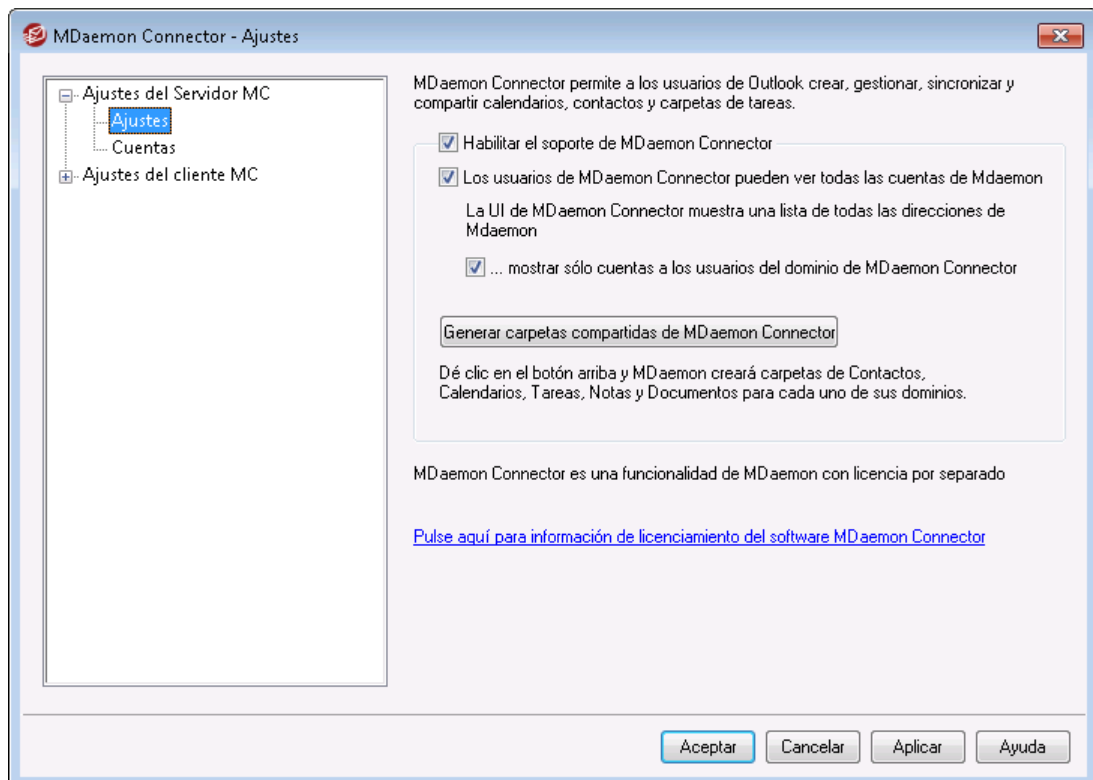 MDaemon Connector - Ajustes
Ajustes del Servidor MC
Ajustes
Cuentas
Ajustes del cliente MC
MDaemon Connector permite a los usuarios de Outlook crear, gestionar, sincronizar y
compartir calendarios, contactos y carpetas de tareas.
Habilitar el soporte de MDaemon Connector
Los usuarios de MDaemon Connector pueden ver todas las cuentas de Mdaemon
La UI de MDaemon Connector muestra una lista de todas las direcciones de
Mdaemon
... mostrar sólo cuentas a los usuarios del dominio de MDaemon Connector
Generar carpetas compartidas de MDaemon Connector
Dé clic en el botón arriba y MDaemon creará carpetas de Contactos,
Calendarios, Tareas, Notas y Documentos para cada uno de sus dominios.
MDaemon Connector es una funcionalidad de MDaemon con licencia por separado
Pulse aquí para información de licenciamiento del software MDaemon Connector
Aceptar
Cancelar
Aplicar
Ayuda